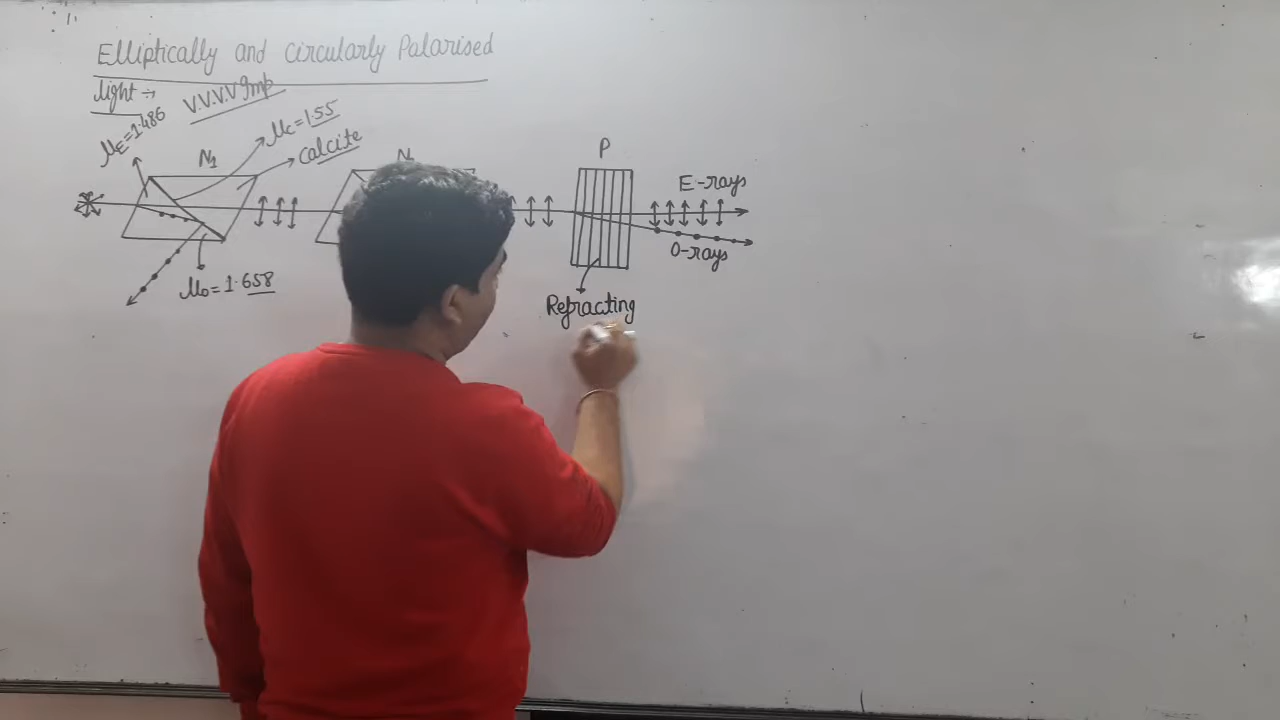 Elliptically and Circularly Palarised
light →
V.V.V.V Imp
μE = 1.486
N1
μc = 1.55
calcite
μo = 1.658
N
P
E-rays
O-rays
Refracting